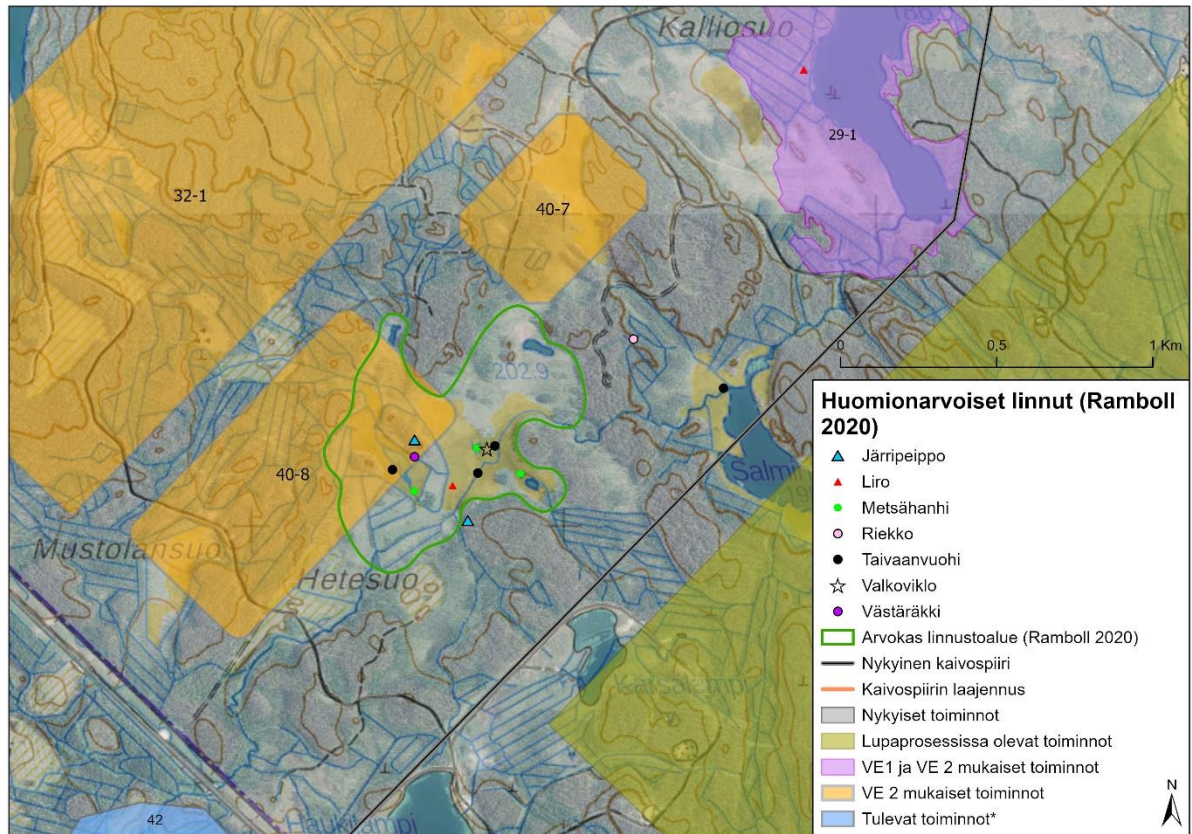 Kalliosuo
29-1
32-1
40-7
200
202.9
0 0,5 1 Km
Salmi
40-8
Mustolansuo
Hetesuo
42
Haukilampi
Huomionarvoiset linnut (Ramboll
2020)
Järripeippo
Liro
Metsähanhi
Riekko
Taivaanvuohi
Valkoviklo
Västäräkki
Arvokas linnustoalue (Ramboll 2020)
Nykyinen kaivospiiri
Kaivospiirin laajennus
Nykyiset toiminnot
Lupaprosessissa olevat toiminnot
VE1 ja VE 2 mukaiset toiminnot
VE 2 mukaiset toiminnot
Tulevat toiminnot*
N